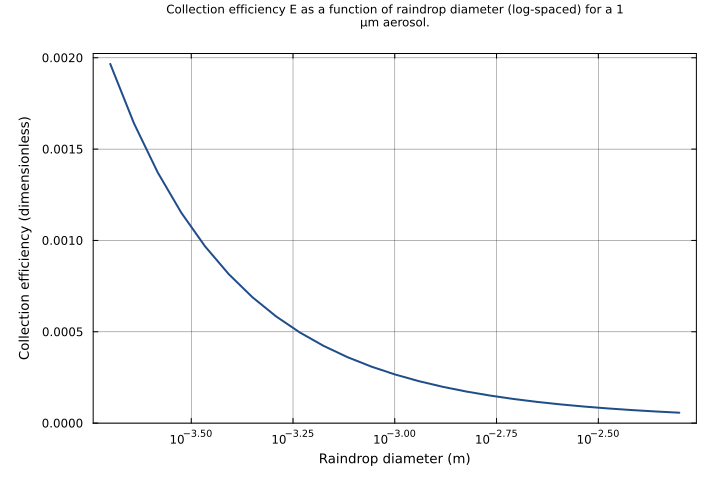 Collection efficiency E as a function of raindrop diameter (log-spaced) for a 1
µm aerosol.
0.0020
0.0015
0.0010
0.0005
0.0000
Collection efficiency (dimensionless)
10⁻³·⁵⁰ 10⁻³·²⁵ 10⁻³·⁰⁰ 10⁻²·⁷⁵ 10⁻²·⁵⁰
Raindrop diameter (m)